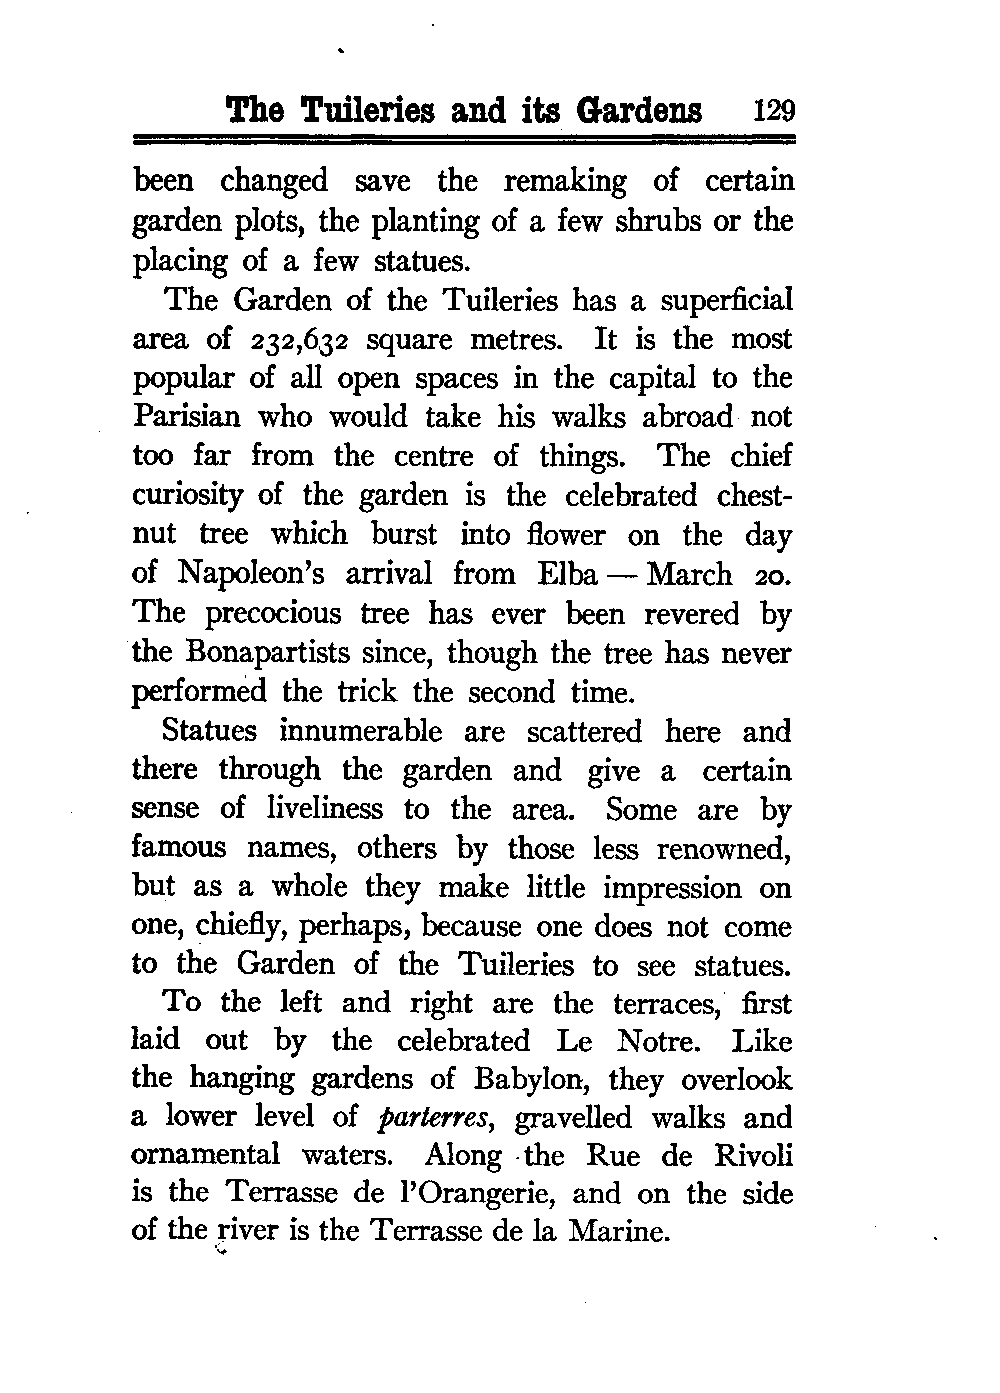 The Tuileries and its Gardens 129
been changed save the remaking of certain
garden plots, the planting of a few shrubs or the
placing of a few statues.
The Garden of the Tuileries has a superficial
area of 232,632 square metres. It is the most
popular of all open spaces in the capital to the
Parisian who would take his walks abroad not
too far from the centre of things. The chief
curiosity of the garden is the celebrated chest-
nut tree which burst into flower on the day
of Napoleon's arrival from Elba — March 20.
The precocious tree has ever been revered by
the Bonapartists since, though the tree has never
performed the trick the second time.
Statues innumerable are scattered here and
there through the garden and give a certain
sense of liveliness to the area. Some are by
famous names, others by those less renowned,
but as a whole they make little impression on
one, chiefly, perhaps, because one does not come
to the Garden of the Tuileries to see statues.
To the left and right are the terraces, first
laid out by the celebrated Le Notre. Like
the hanging gardens of Babylon, they overlook
a lower level of parterres, gravelled walks and
ornamental waters. Along the Rue de Rivoli
is the Terrasse de l'Orangerie, and on the side
of the river is the Terrasse de la Marine.